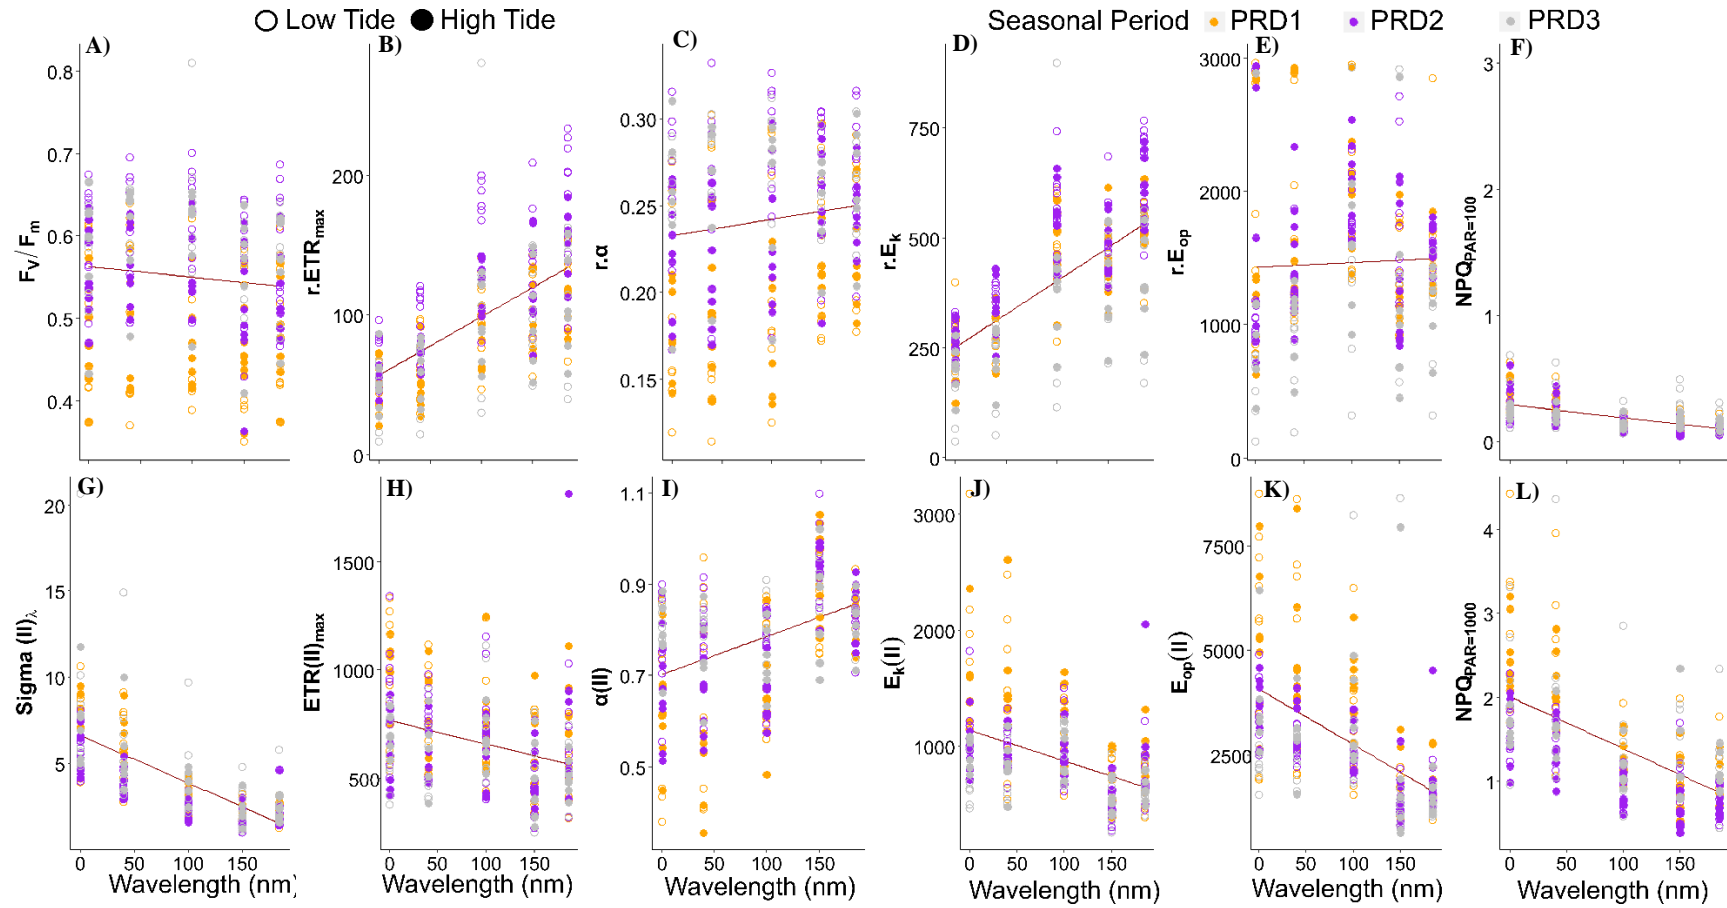 Low Tide High Tide Seasonal Period PRD1 PRD2 PRD3
A) B) C) D) E) F)
Fv/Fm
0.8
0.7
0.6
0.5
0.4
r.ETRmax
200
100
0
r.α
0.30
0.25
0.20
0.15
r.Ek
750
500
250
0
r.Eop
3000
2000
1000
0
NPQPAR=100
3
2
1
0
G) H) I) J) K) L)
Sigma (II)λ
20
15
10
5
0 50 100 150
Wavelength (nm)
ETR(II)max
1500
1000
500
0 50 100 150
Wavelength (nm)
α(II)
1.1
0.9
0.7
0.5
0 50 100 150
Wavelength (nm)
Ek(II)
3000
2000
1000
0 50 100 150
Wavelength (nm)
Eop(II)
7500
5000
2500
0 50 100 150
Wavelength (nm)
NPQPAR=1000
4
3
2
1
0 50 100 150
Wavelength (nm)